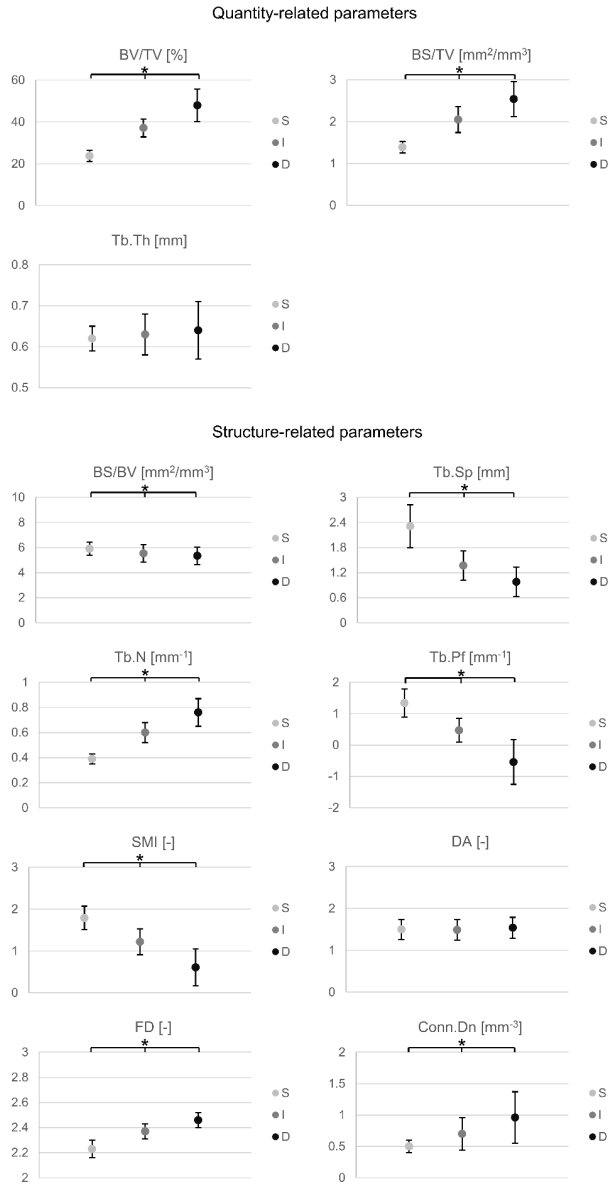 Quantity-related parameters
BV/TV [%]
*
60
40
20
0
S
I
D
BS/TV [mm²/mm³]
*
3
2
1
0
S
I
D
Tb.Th [mm]
0.8
0.7
0.6
0.5
S
I
D
Structure-related parameters
BS/BV [mm²/mm³]
*
10
8
6
4
2
0
S
I
D
Tb.Sp [mm]
*
3
2.4
1.8
1.2
0.6
0
S
I
D
Tb.N [mm⁻¹]
*
1
0.8
0.6
0.4
0.2
0
S
I
D
Tb.Pf [mm⁻¹]
*
2
1
0
-1
-2
S
I
D
SMI [-]
*
3
2
1
0
S
I
D
DA [-]
3
2
1
0
S
I
D
FD [-]
*
3
2.8
2.6
2.4
2.2
2
S
I
D
Conn.Dn [mm⁻³]
*
2
1.5
1
0.5
0
S
I
D